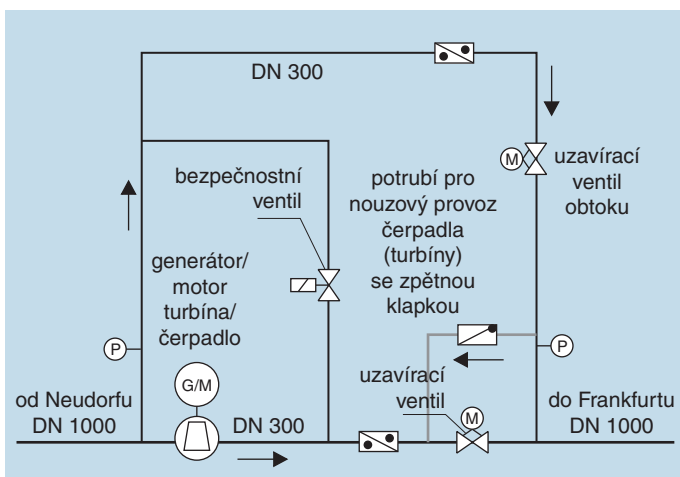 DN 300
M
uzavírací
ventil
obtoku
bezpečnostní
ventil
potrubí pro
nouzový provoz
čerpadla
(turbíny)
se zpětnou
klapkou
generátor/
motor
turbína/
čerpadlo
P
P
G/M
uzavírací
ventil
M
od Neudorfu
DN 1000
DN 300
do Frankfurtu
DN 1000